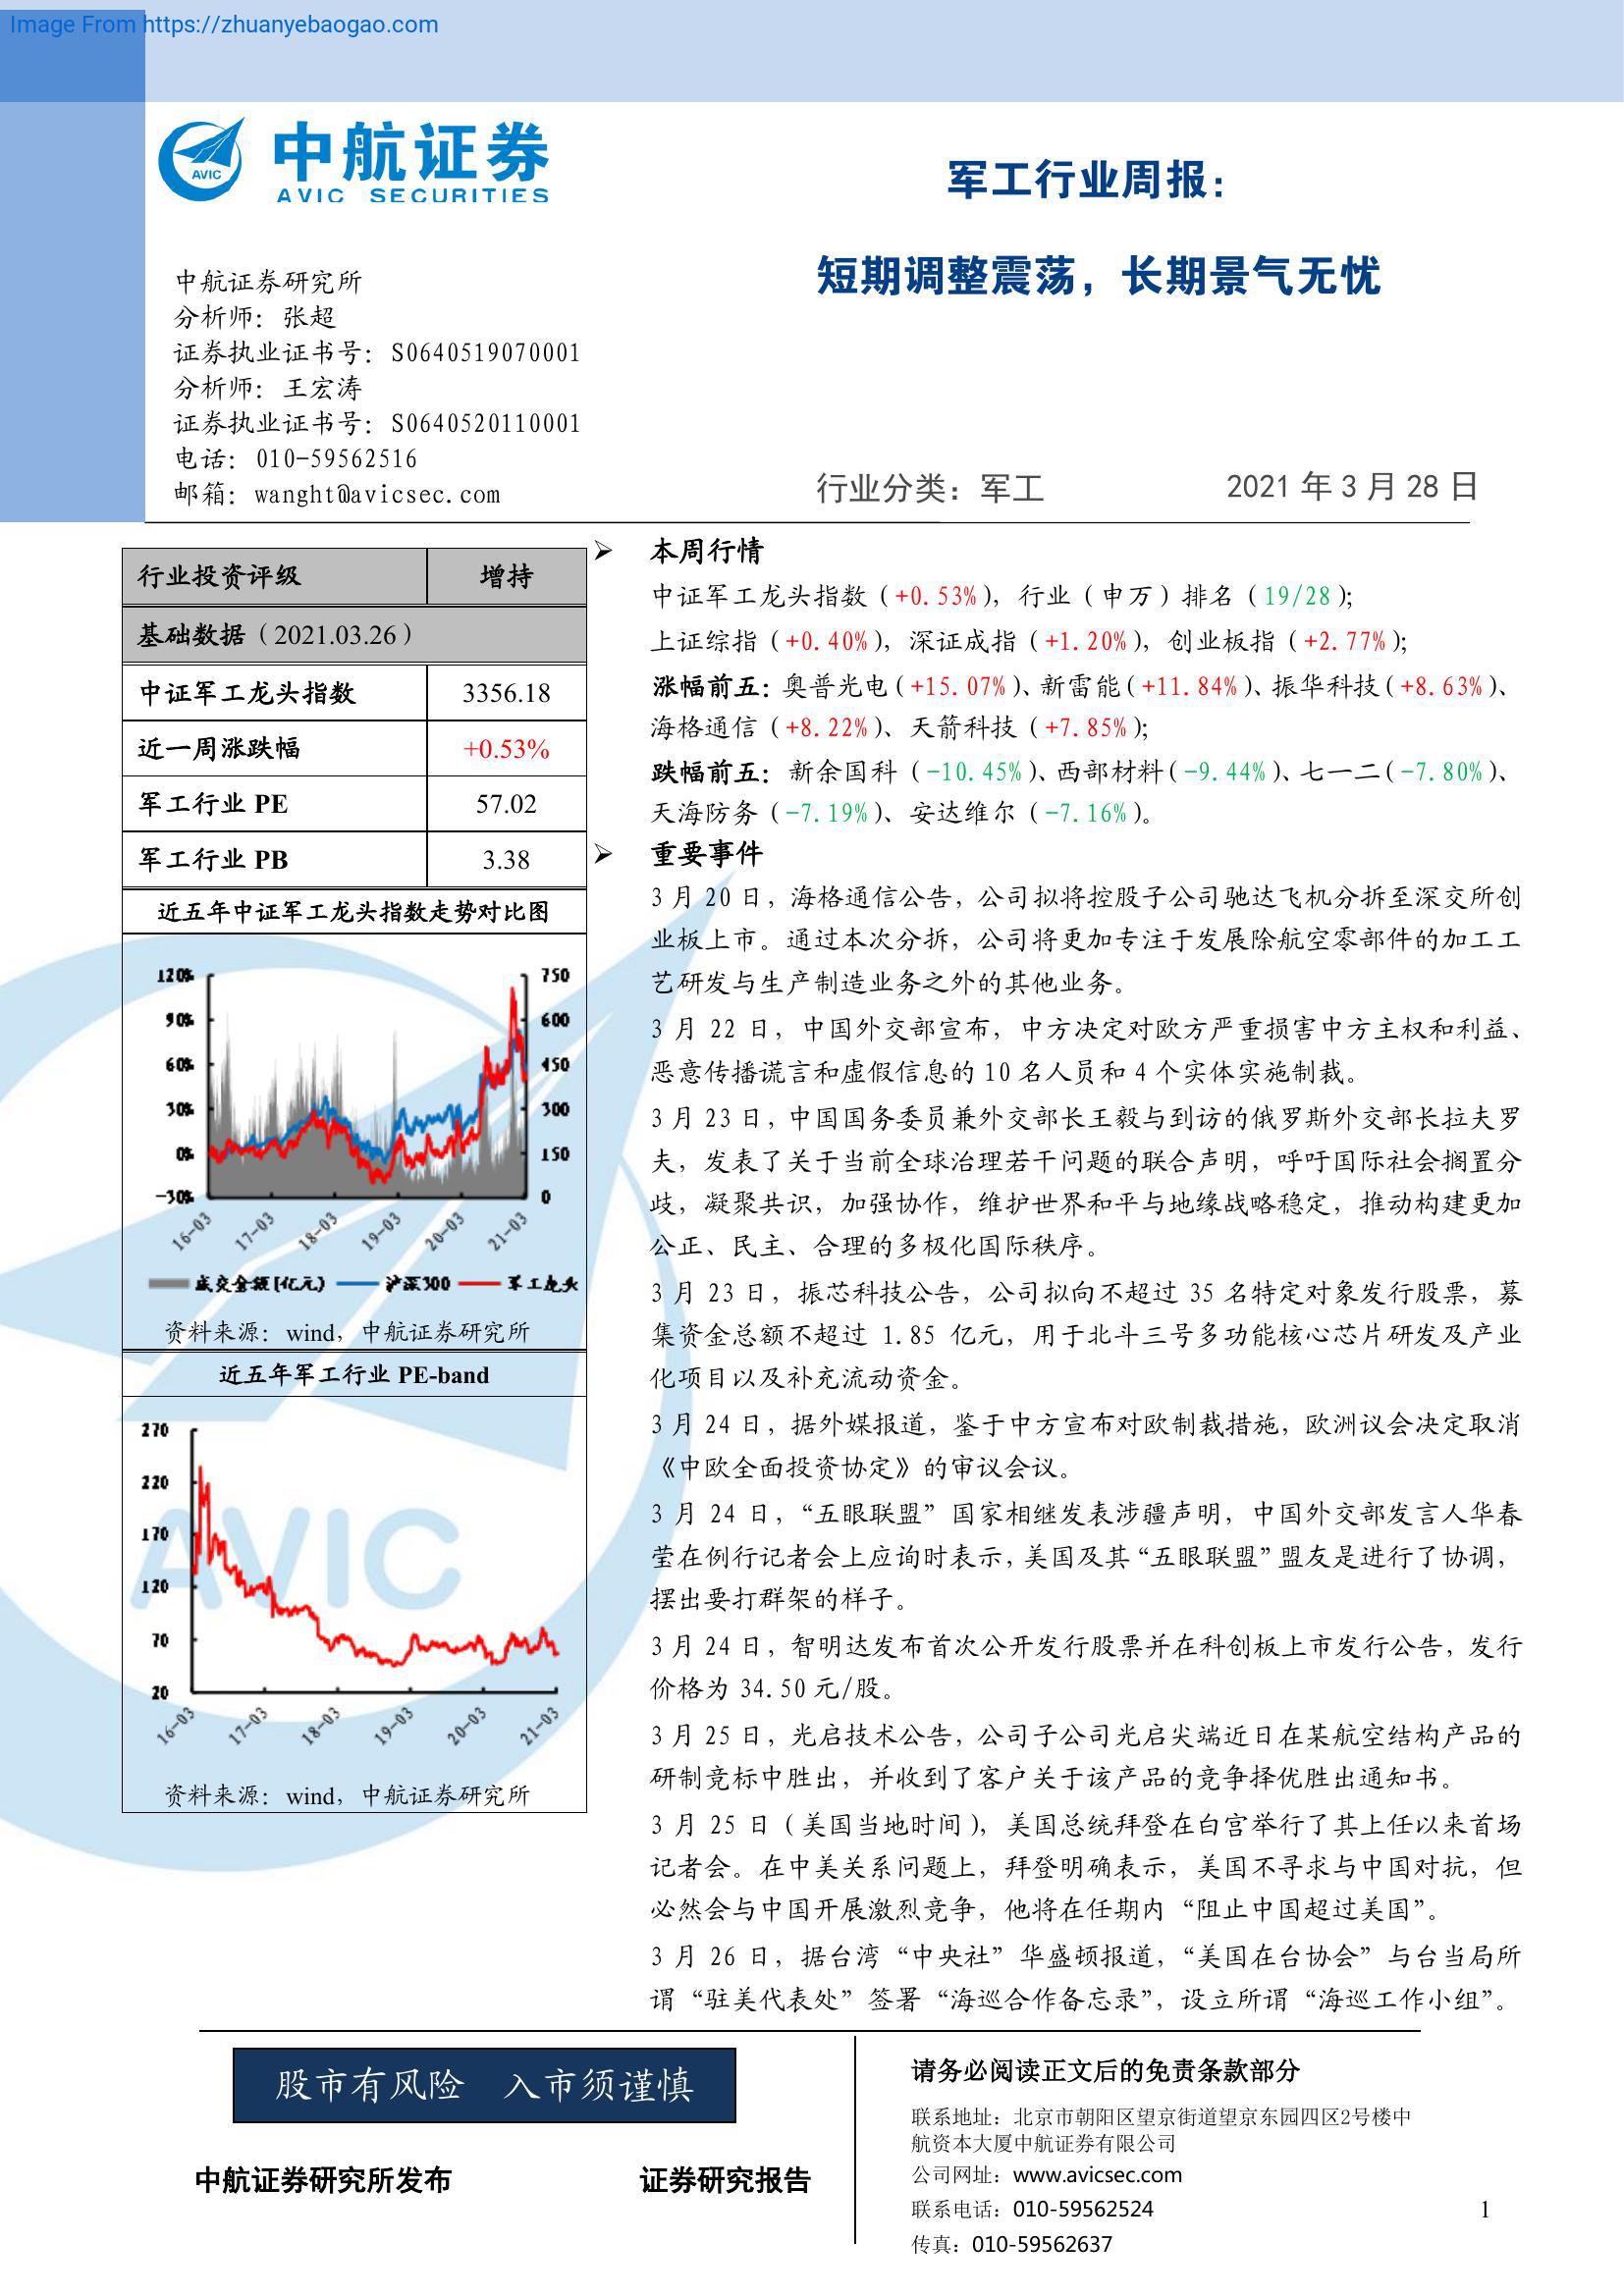 Image From https://zhuanyebaogao.com
AVIC
中航证券
AVIC SECURITIES
军工行业周报：
短期调整震荡，长期景气无忧
中航证券研究所
分析师：张超
证券执业证书号：S0640519070001
分析师：王宏涛
证券执业证书号：S0640520110001
电话：010-59562516
邮箱：wanght@avicsec.com
行业分类：军工
2021 年 3 月 28 日
行业投资评级 增持
基础数据（2021.03.26）
中证军工龙头指数 3356.18
近一周涨跌幅 +0.53%
军工行业 PE 57.02
军工行业 PB 3.38
近五年中证军工龙头指数走势对比图
120% 750
90% 600
60% 450
30% 300
0% 150
-30% 0
16-03 17-03 18-03 19-03 20-03 21-03
成交金额(亿元) 沪深300 军工龙头
资料来源：wind，中航证券研究所
近五年军工行业 PE-band
270
220
170
120
70
20
16-03 17-03 18-03 19-03 20-03 21-03
资料来源：wind，中航证券研究所
AVIC
➢ 本周行情
中证军工龙头指数（+0.53%），行业（申万）排名（19/28）;
上证综指（+0.40%），深证成指（+1.20%），创业板指（+2.77%）;
涨幅前五：奥普光电（+15.07%）、新雷能（+11.84%）、振华科技（+8.63%）、
海格通信（+8.22%）、天箭科技（+7.85%）;
跌幅前五：新余国科（-10.45%）、西部材料（-9.44%）、七一二（-7.80%）、
天海防务（-7.19%）、安达维尔（-7.16%）。
➢ 重要事件
3 月 20 日，海格通信公告，公司拟将控股子公司驰达飞机分拆至深交所创
业板上市。通过本次分拆，公司将更加专注于发展除航空零部件的加工工
艺研发与生产制造业务之外的其他业务。
3 月 22 日，中国外交部宣布，中方决定对欧方严重损害中方主权和利益、
恶意传播谎言和虚假信息的 10 名人员和 4 个实体实施制裁。
3 月 23 日，中国国务委员兼外交部长王毅与到访的俄罗斯外交部长拉夫罗
夫，发表了关于当前全球治理若干问题的联合声明，呼吁国际社会搁置分
歧，凝聚共识，加强协作，维护世界和平与地缘战略稳定，推动构建更加
公正、民主、合理的多极化国际秩序。
3 月 23 日，振芯科技公告，公司拟向不超过 35 名特定对象发行股票，募
集资金总额不超过 1.85 亿元，用于北斗三号多功能核心芯片研发及产业
化项目以及补充流动资金。
3 月 24 日，据外媒报道，鉴于中方宣布对欧制裁措施，欧洲议会决定取消
《中欧全面投资协定》的审议会议。
3 月 24 日，“五眼联盟”国家相继发表涉疆声明，中国外交部发言人华春
莹在例行记者会上应询时表示，美国及其“五眼联盟”盟友是进行了协调，
摆出要打群架的样子。
3 月 24 日，智明达发布首次公开发行股票并在科创板上市发行公告，发行
价格为 34.50 元/股。
3 月 25 日，光启技术公告，公司子公司光启尖端近日在某航空结构产品的
研制竞标中胜出，并收到了客户关于该产品的竞争择优胜出通知书。
3 月 25 日（美国当地时间），美国总统拜登在白宫举行了其上任以来首场
记者会。在中美关系问题上，拜登明确表示，美国不寻求与中国对抗，但
必然会与中国开展激烈竞争，他将在任期内“阻止中国超过美国”。
3 月 26 日，据台湾“中央社”华盛顿报道，“美国在台协会”与台当局所
谓“驻美代表处”签署“海巡合作备忘录”，设立所谓“海巡工作小组”。
股市有风险 入市须谨慎
中航证券研究所发布 证券研究报告
请务必阅读正文后的免责条款部分
联系地址：北京市朝阳区望京街道望京东园四区2号楼中
航资本大厦中航证券有限公司
公司网址：www.avicsec.com
联系电话：010-59562524
传真：010-59562637
1